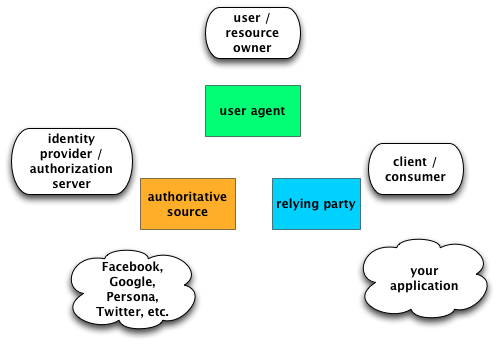 user /
resource
owner
user agent
identity
provider /
authorization
server
client /
consumer
authoritative
source
relying party
Facebook,
Google,
Persona,
Twitter, etc.
your
application